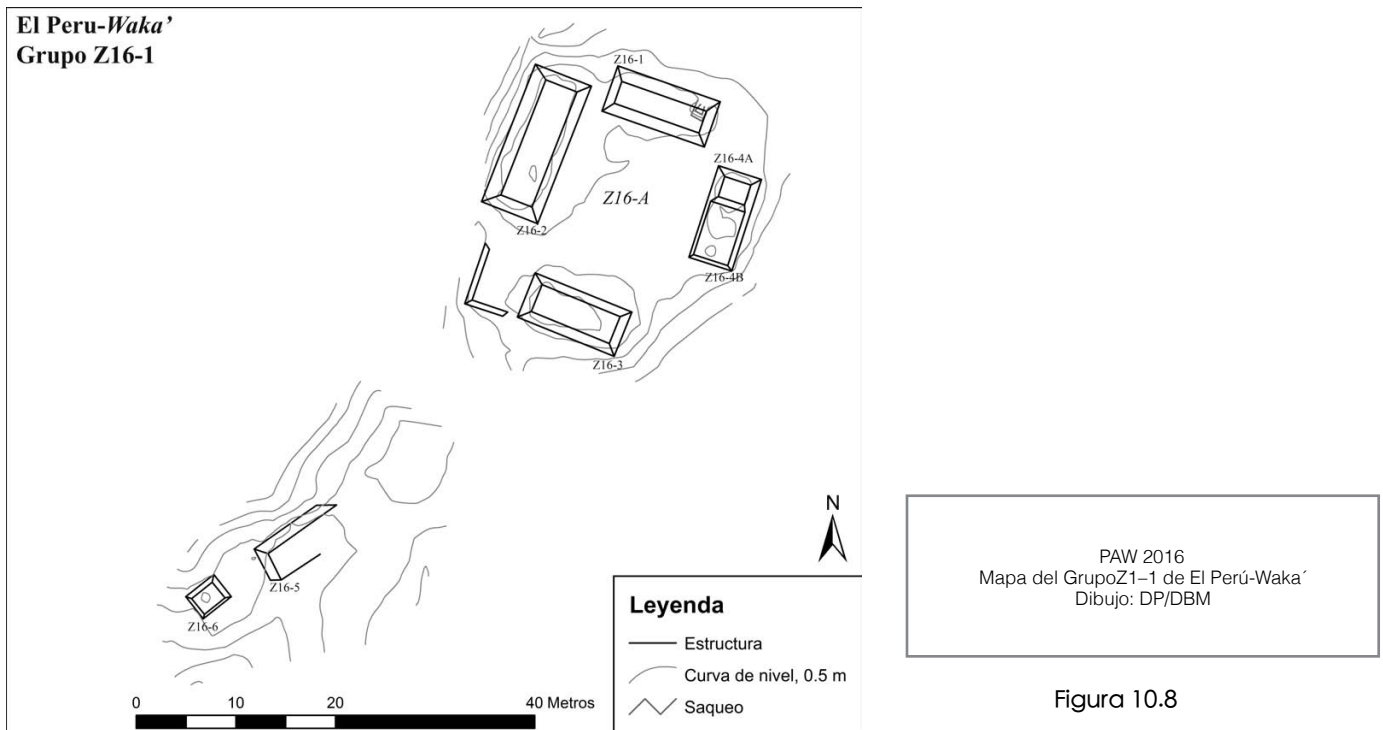 El Peru-Waka’
Grupo Z16-1
Z16-1
Z16-4A
Z16-A
Z16-2
Z16-4B
Z16-3
Z16-5
Z16-6
N
0 10 20 40 Metros
Leyenda
Estructura
Curva de nivel, 0.5 m
Saqueo
PAW 2016
Mapa del GrupoZ1–1 de El Perú-Waka´
Dibujo: DP/DBM
Figura 10.8